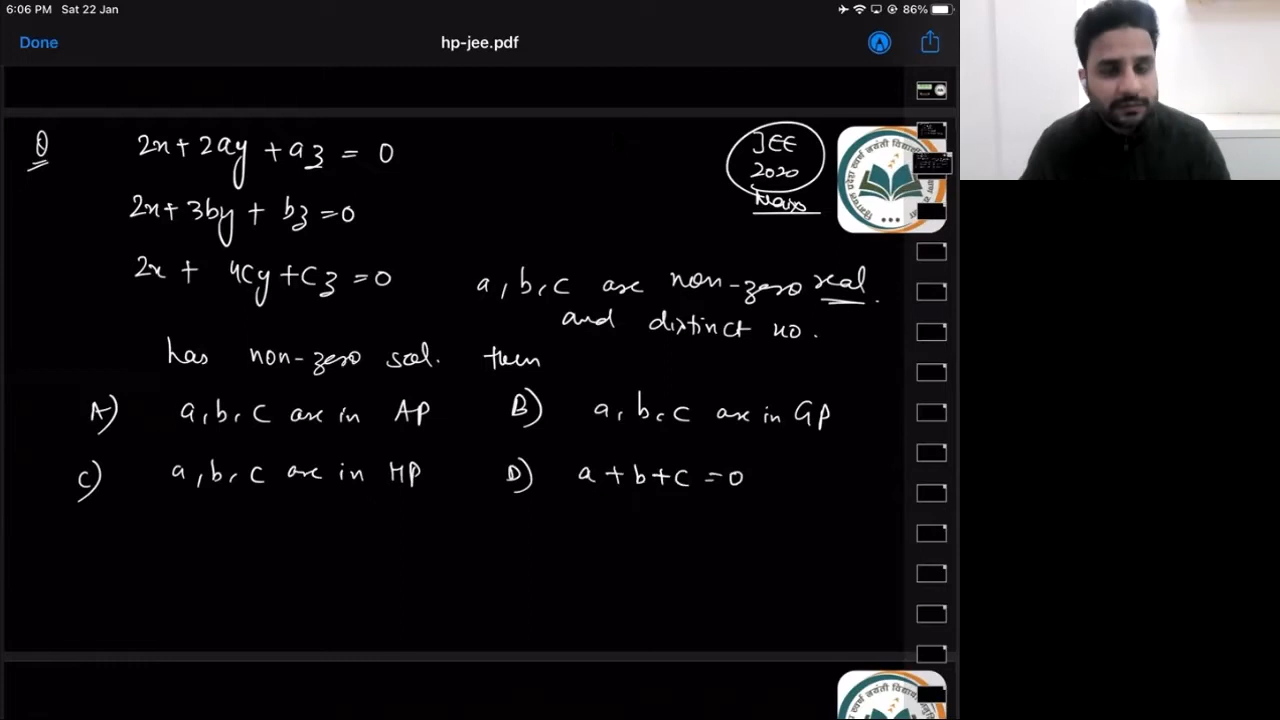 6:06 PM Sat 22 Jan
86%
Done
hp-jee.pdf
Q
2x + 2ay + az = 0
JEE
2020
Mains
2x + 3by + bz = 0
2x + 4cy + cz = 0
a, b, c are non-zero real.
and distinct no.
has non-zero sol. then
A) a, b, c are in AP
B) a, b, c are in GP
C) a, b, c are in HP
D) a + b + c = 0